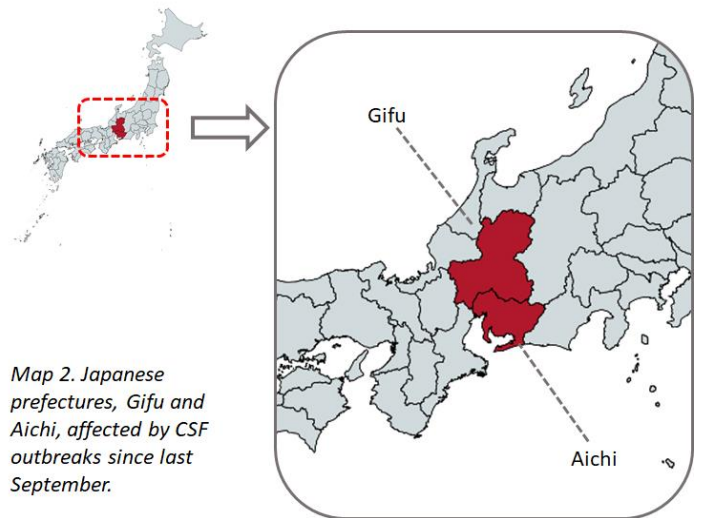 Gifu
Map 2. Japanese
prefectures, Gifu and
Aichi, affected by CSF
outbreaks since last
September.
Aichi